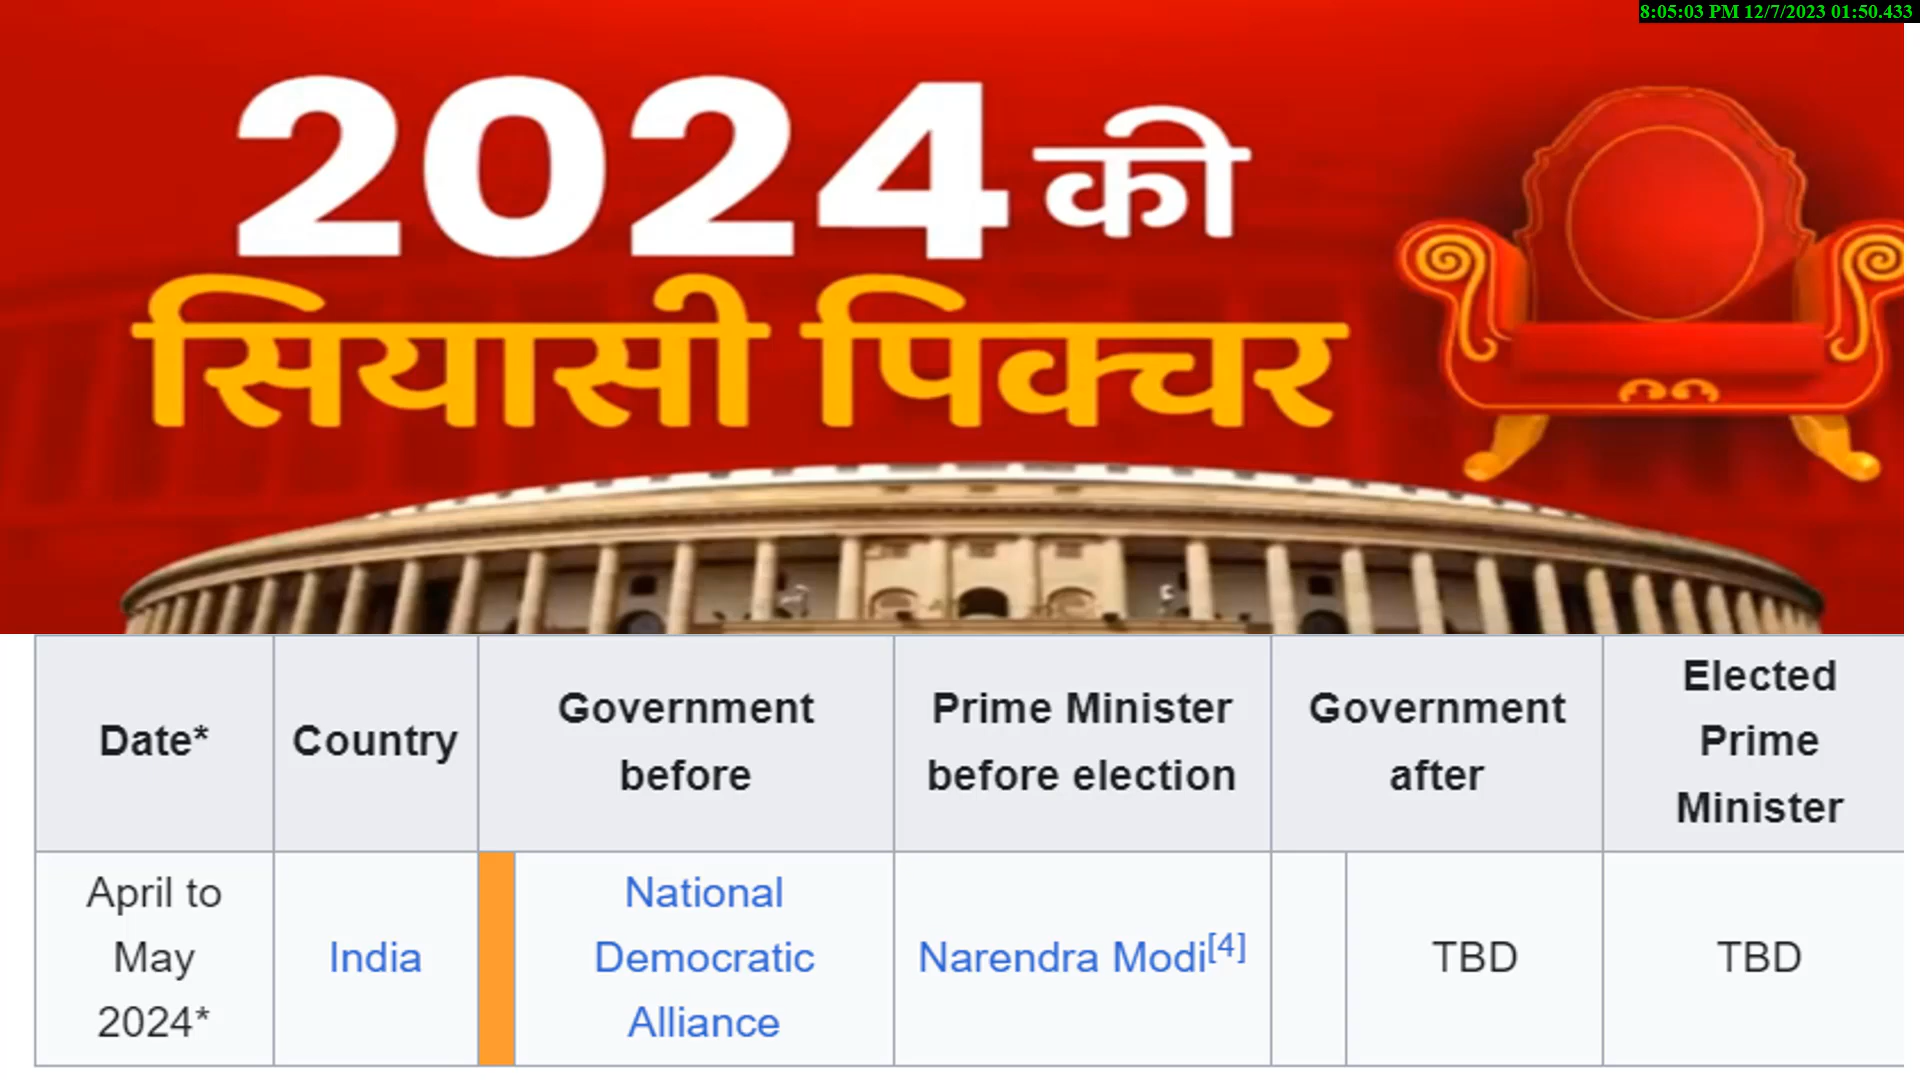 8:05:03 PM 12/7/2023 01:50.433
2024 की
सियासी पिक्चर
Date*
Country
Government
before
Prime Minister
before election
Government
after
Elected
Prime
Minister
April to
May
2024*
India
National
Democratic
Alliance
Narendra Modi[4]
TBD
TBD